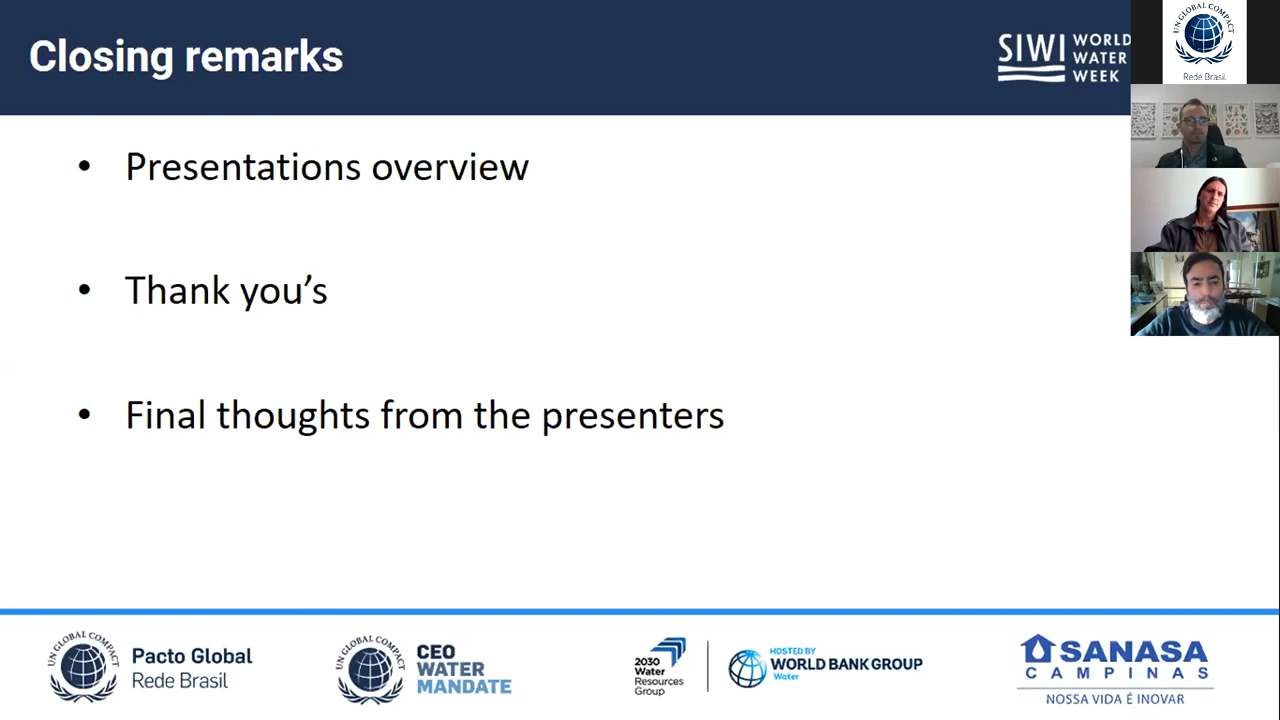 Closing remarks
SIWI WORLD
WATER
WEEK
UN GLOBAL COMPACT
Rede Brasil
• Presentations overview
• Thank you’s
• Final thoughts from the presenters
UN GLOBAL COMPACT
Pacto Global
Rede Brasil
UN GLOBAL COMPACT
CEO
WATER
MANDATE
2030
Water
Resources
Group
HOSTED BY
WORLD BANK GROUP
Water
SANASA
CAMPINAS
NOSSA VIDA É INOVAR